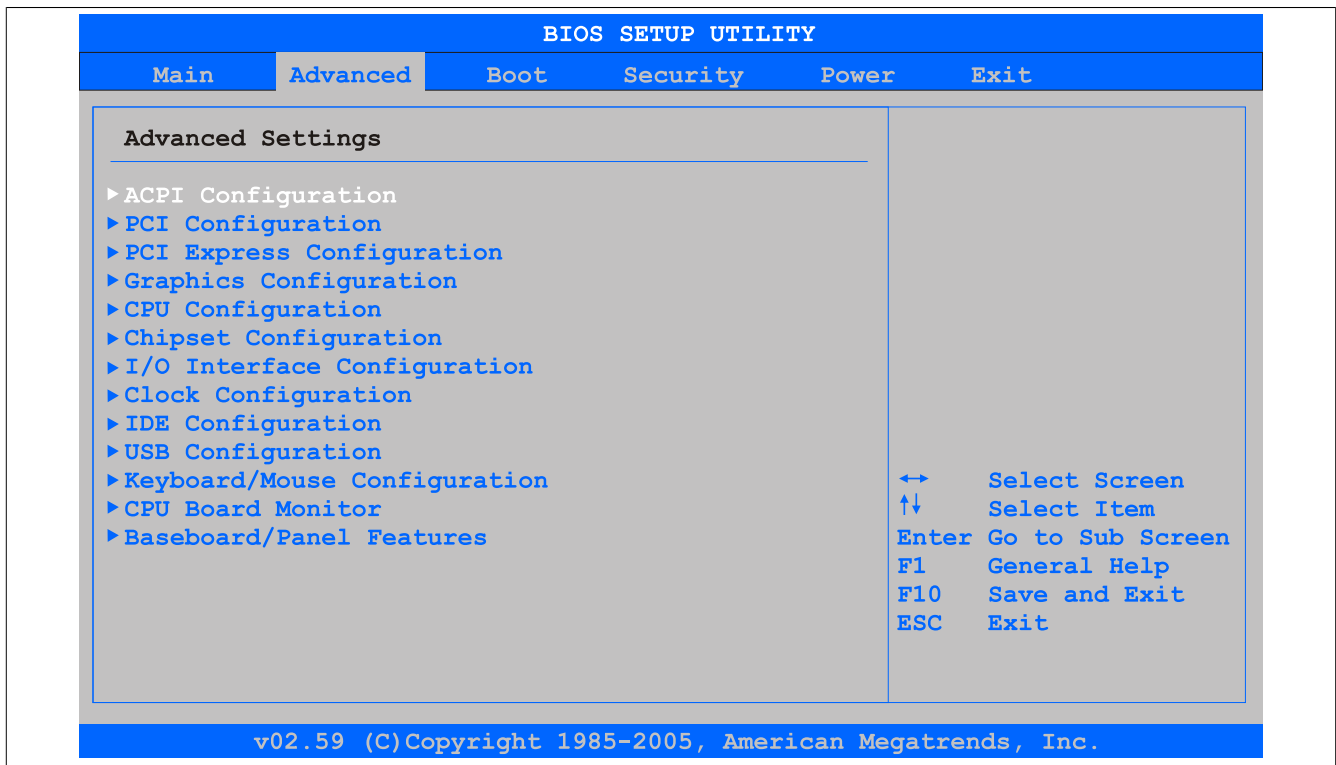 BIOS SETUP UTILITY
Main Advanced Boot Security Power Exit
Advanced Settings
ACPI Configuration
PCI Configuration
PCI Express Configuration
Graphics Configuration
CPU Configuration
Chipset Configuration
I/O Interface Configuration
Clock Configuration
IDE Configuration
USB Configuration
Keyboard/Mouse Configuration
CPU Board Monitor
Baseboard/Panel Features
↔ Select Screen
↑↓ Select Item
Enter Go to Sub Screen
F1 General Help
F10 Save and Exit
ESC Exit
v02.59 (C)Copyright 1985-2005, American Megatrends, Inc.